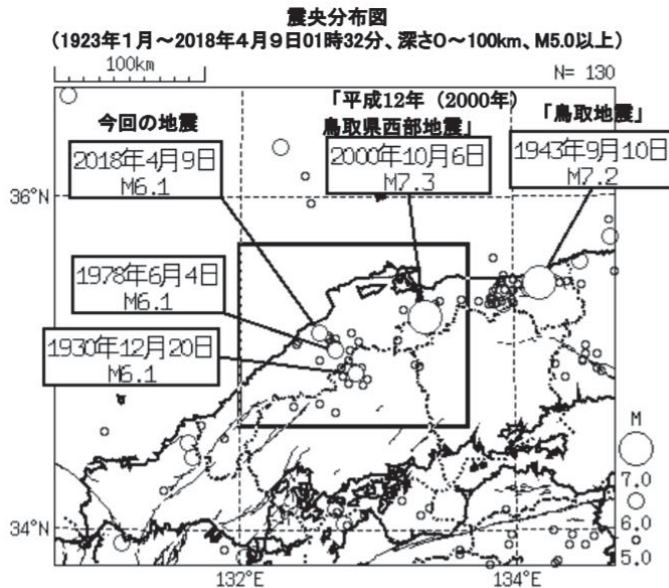 震央分布図
(1923年1月～2018年4月9日01時32分、深さ0～100km、M5.0以上)
100km
N= 130
今回の地震
2018年4月9日
M6.1
「平成12年（2000年）
鳥取県西部地震」
2000年10月6日
M7.3
「鳥取地震」
1943年9月10日
M7.2
36°N
1978年6月4日
M6.1
1930年12月20日
M6.1
M
7.0
6.0
5.0
34°N
132°E
134°E